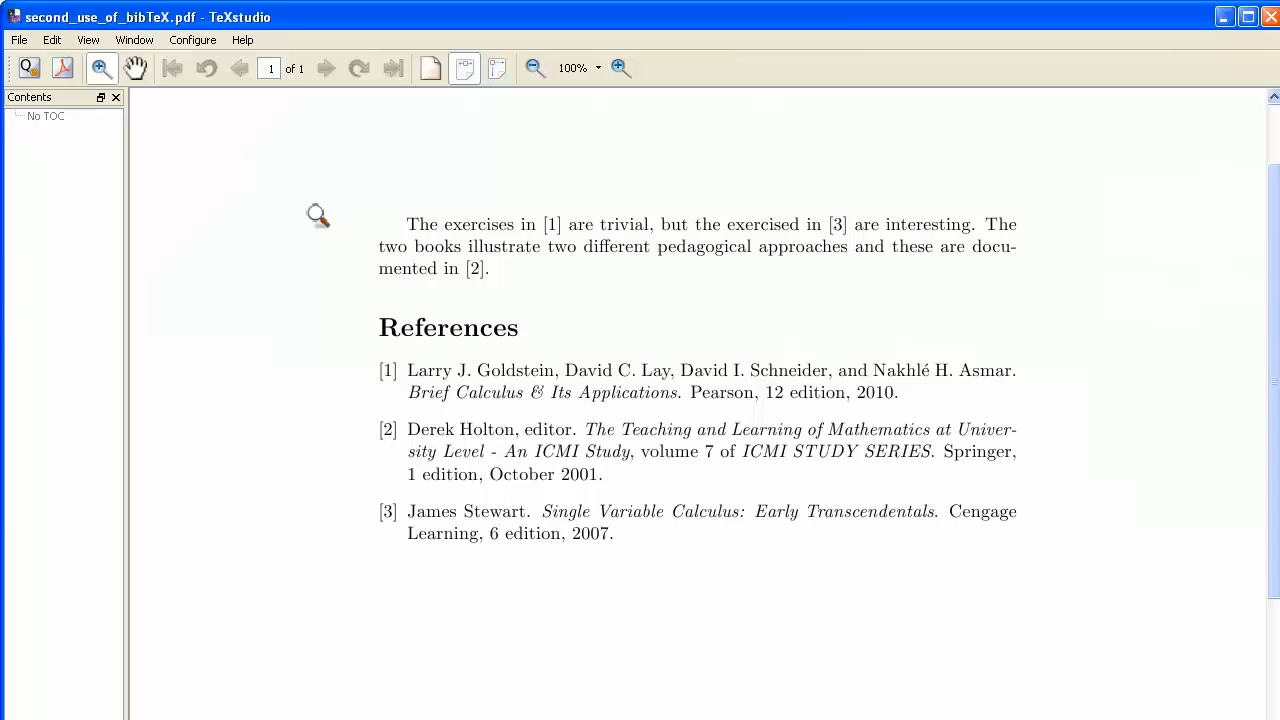 second_use_of_bibTeX.pdf - TeXstudio
File Edit View Window Configure Help
1 of 1 100%
Contents
No TOC
The exercises in [1] are trivial, but the exercised in [3] are interesting. The
two books illustrate two different pedagogical approaches and these are docu-
mented in [2].
References
[1] Larry J. Goldstein, David C. Lay, David I. Schneider, and Nakhlé H. Asmar.
Brief Calculus & Its Applications. Pearson, 12 edition, 2010.
[2] Derek Holton, editor. The Teaching and Learning of Mathematics at Univer-
sity Level - An ICMI Study, volume 7 of ICMI STUDY SERIES. Springer,
1 edition, October 2001.
[3] James Stewart. Single Variable Calculus: Early Transcendentals. Cengage
Learning, 6 edition, 2007.